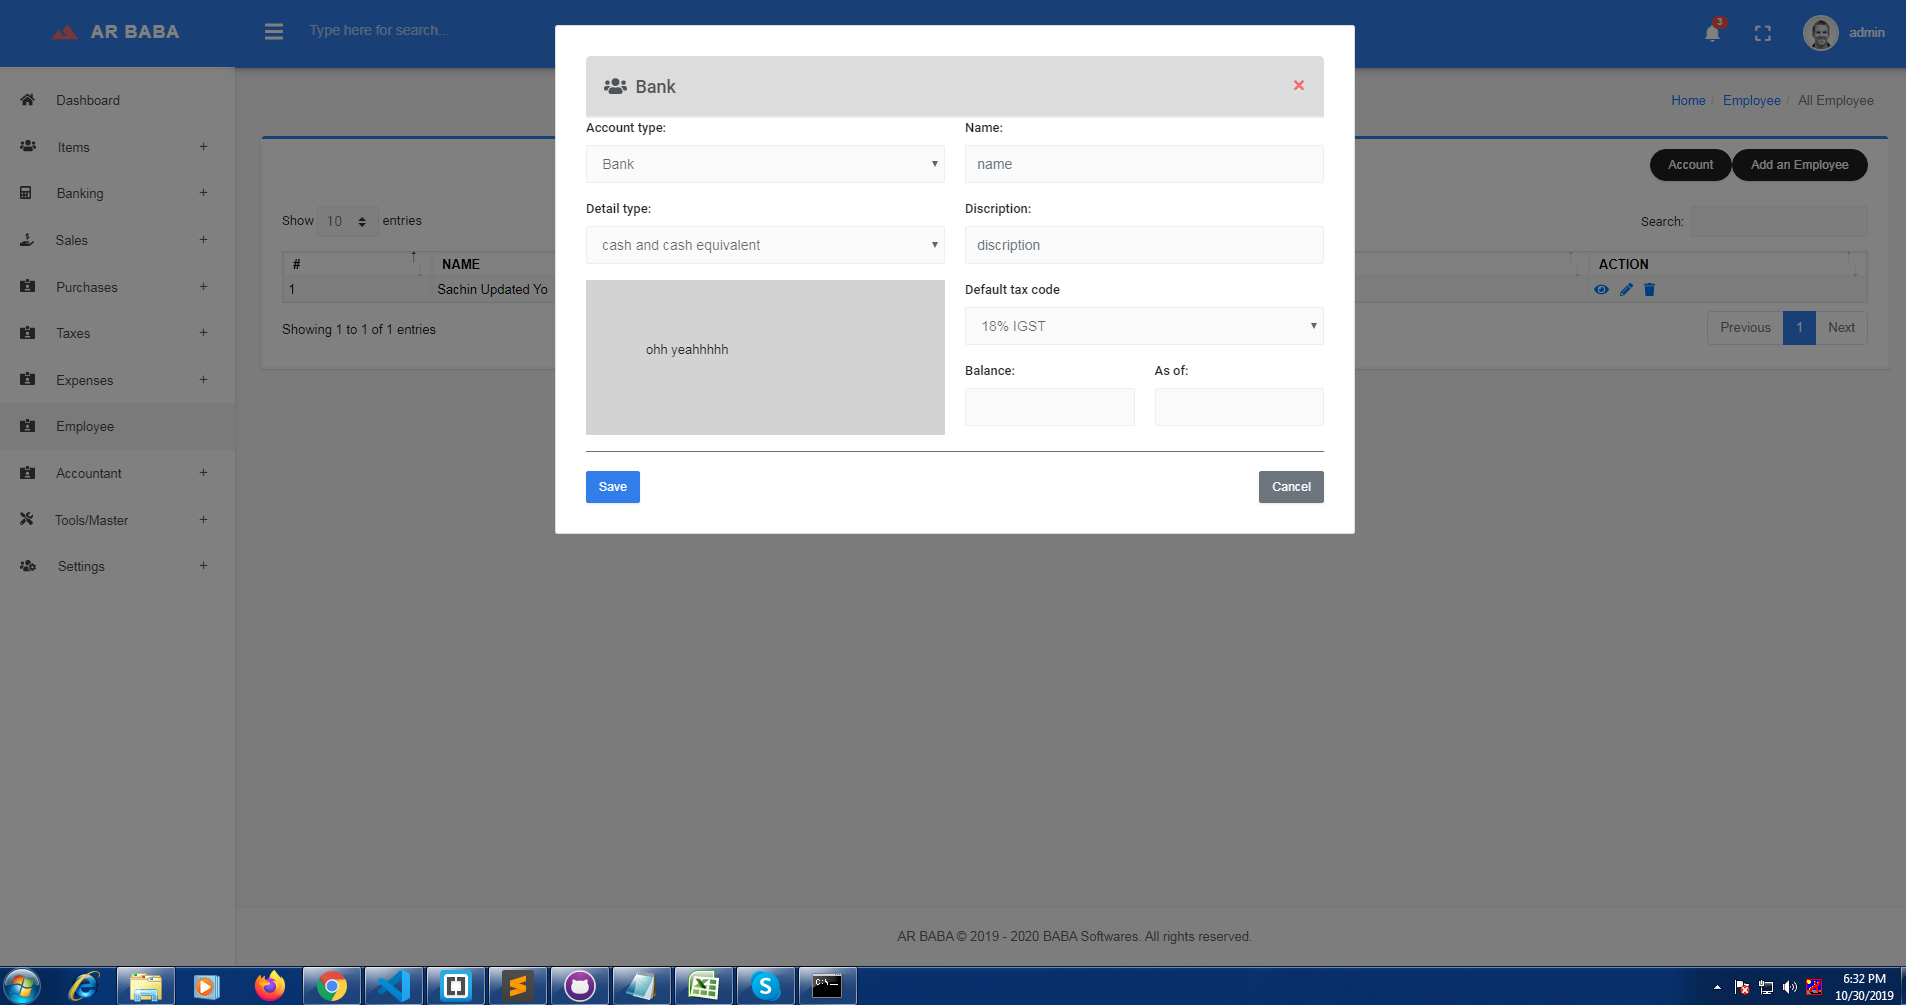 AR BABA
Type here for search...
3
admin
Dashboard
Items +
Banking +
Sales +
Purchases +
Taxes +
Expenses +
Employee
Accountant +
Tools/Master +
Settings +
Home / Employee / All Employee
Account
Add an Employee
Show 10 entries
Search:
# NAME ACTION
1 Sachin Updated Yo
Showing 1 to 1 of 1 entries
Previous 1 Next
Bank
Account type:
Bank
Name:
name
Detail type:
cash and cash equivalent
Discription:
discription
ohh yeahhhhh
Default tax code
18% IGST
Balance:
As of:
Save
Cancel
AR BABA © 2019 - 2020 BABA Softwares. All rights reserved.
C:\_
6:32 PM
10/30/2019